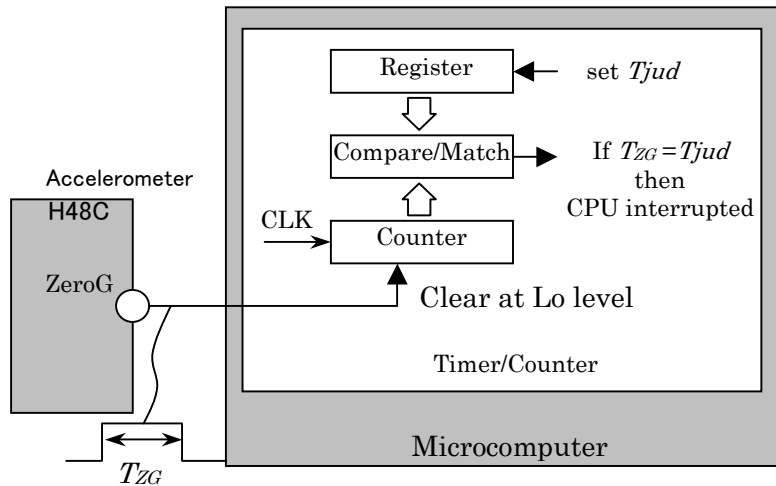 Register
set Tjud
Compare/Match
If TZG=Tjud
then
CPU interrupted
Accelerometer
H48C
CLK
Counter
ZeroG
Clear at Lo level
Timer/Counter
Microcomputer
TZG